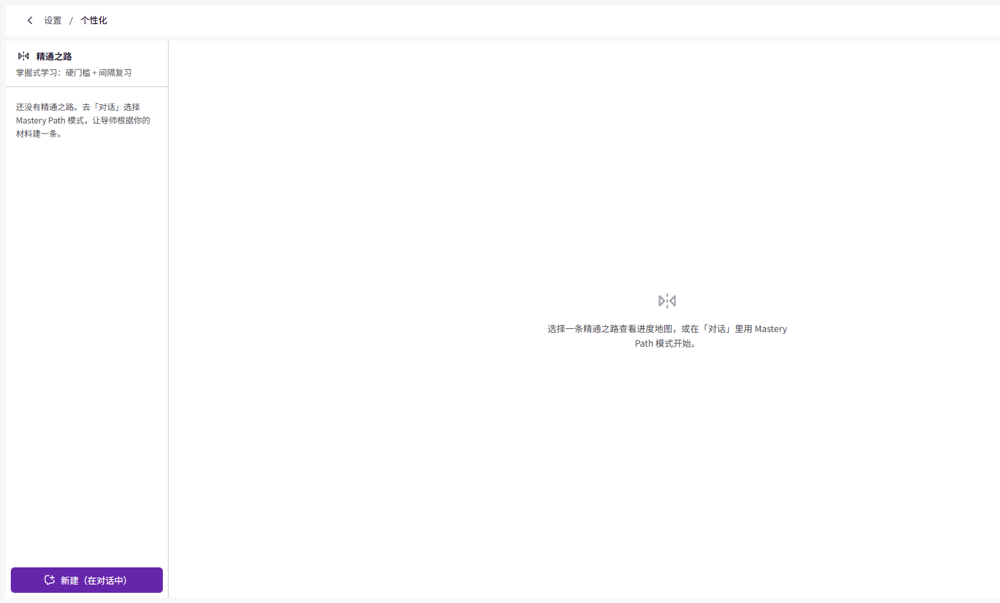 设置 / 个性化
精通之路
掌握式学习：硬门槛 + 间隔复习
还没有精通之路。去「对话」选择
Mastery Path 模式，让导师根据你的
材料建一条。
选择一条精通之路查看进度地图，或在「对话」里用 Mastery
Path 模式开始。
新建（在对话中）